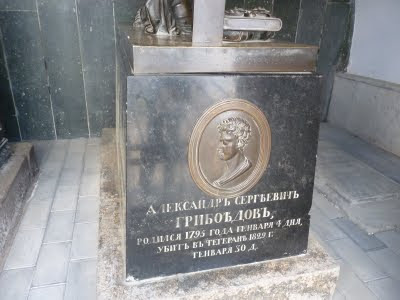 АЛЕКСАНДРЪ СЕРГѢЕВИЧЪ
ГРИБОѢДОВЪ,
РОДИЛСЯ 1795 ГОДА ГЕНВАРЯ 4 ДНЯ,
УБИТЪ ВЪ ТЕГЕРАНѢ 1829 Г.
ГЕНВАРЯ 30 Д.